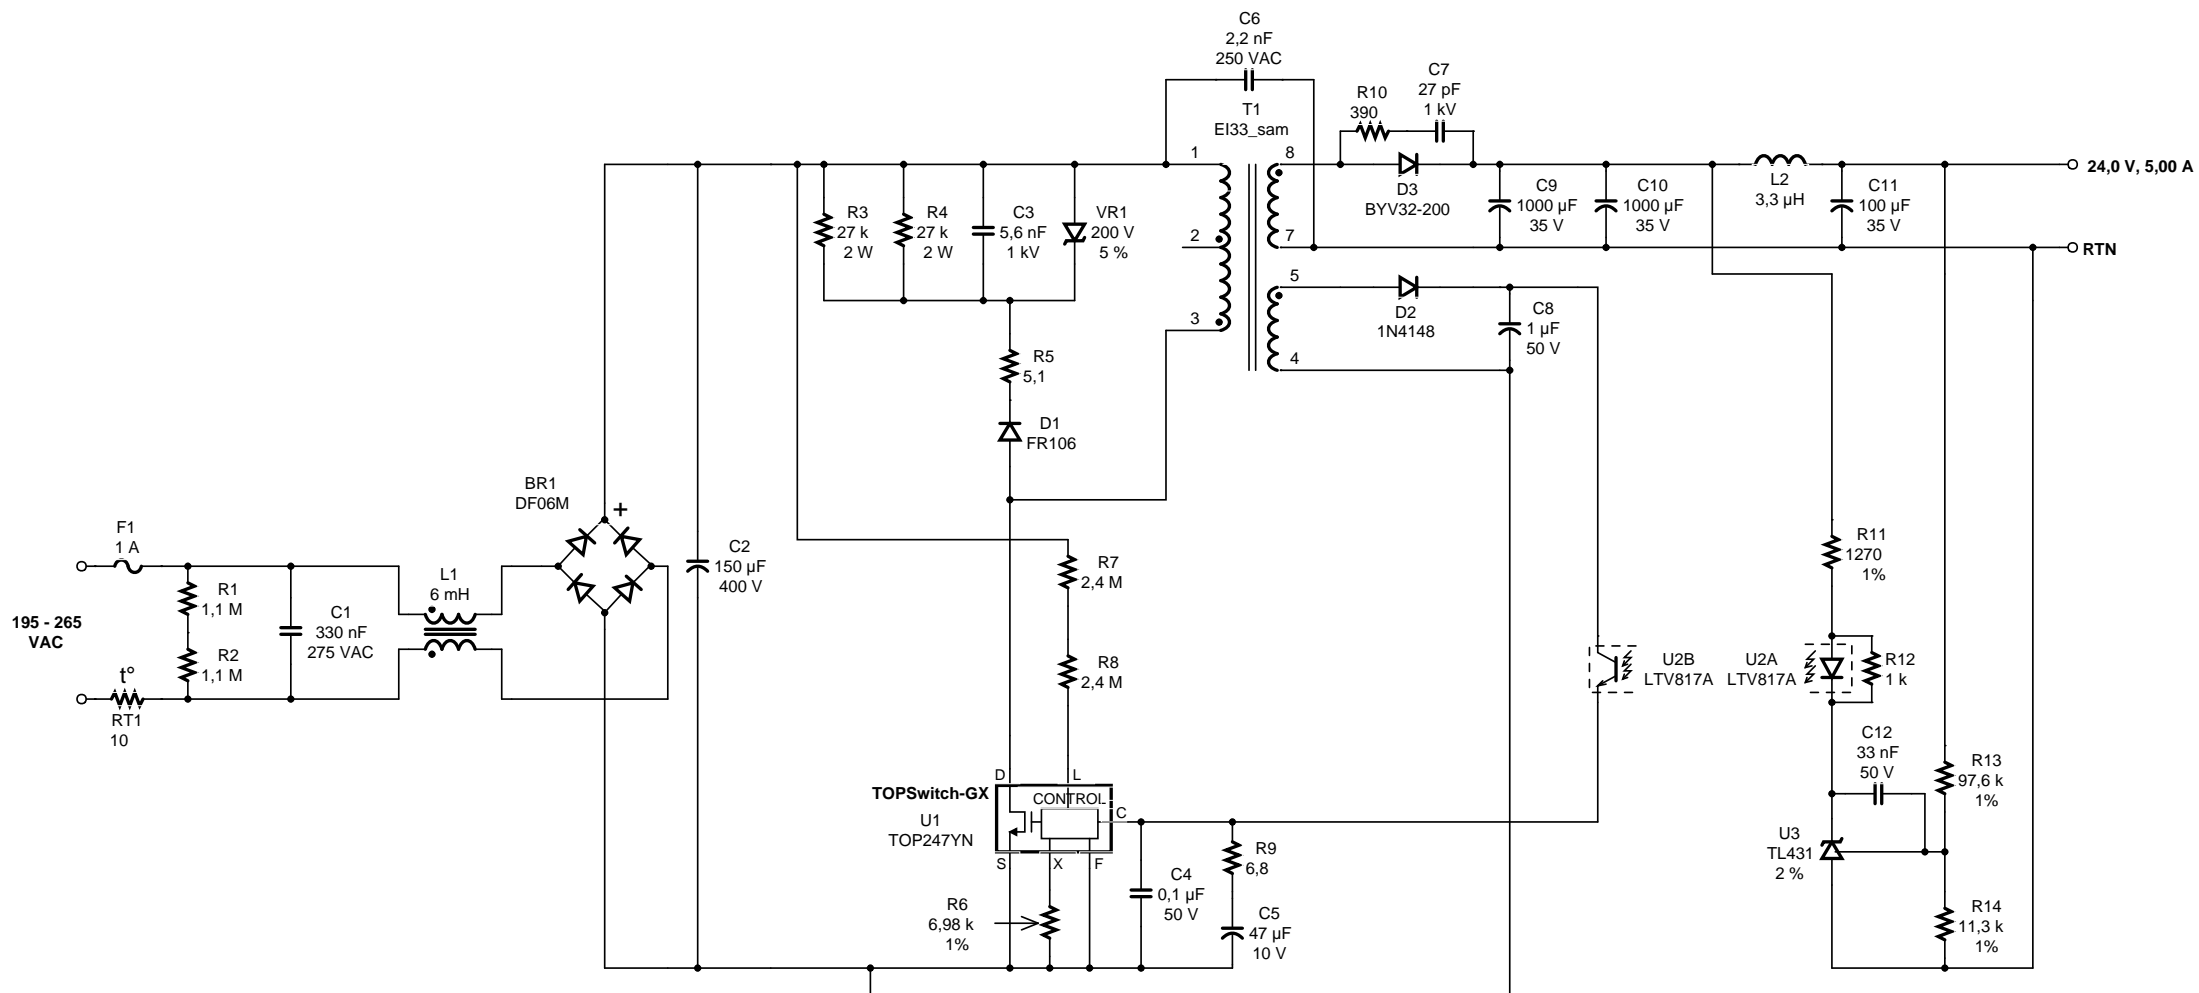 C6
2,2 nF
250 VAC
T1
EI33_sam
R10
390
C7
27 pF
1 kV
D3
BYV32-200
1
2
3
8
7
5
4
R3
27 k
2 W
R4
27 k
2 W
C3
5,6 nF
1 kV
VR1
200 V
5 %
C9
1000 µF
35 V
C10
1000 µF
35 V
L2
3,3 µH
C11
100 µF
35 V
24,0 V, 5,00 A
RTN
D2
1N4148
C8
1 µF
50 V
R5
5,1
D1
FR106
BR1
DF06M
+
F1
1 A
195 - 265
VAC
t°
RT1
10
R1
1,1 M
R2
1,1 M
C1
330 nF
275 VAC
L1
6 mH
C2
150 µF
400 V
R7
2,4 M
R8
2,4 M
R11
1270
1%
U2B
LTV817A
U2A
LTV817A
R12
1 k
C12
33 nF
50 V
R13
97,6 k
1%
U3
TL431
2 %
R14
11,3 k
1%
TOPSwitch-GX
U1
TOP247YN
D
L
CONTROL
C
S
X
F
R6
6,98 k
1%
C4
0,1 µF
50 V
R9
6,8
C5
47 µF
10 V